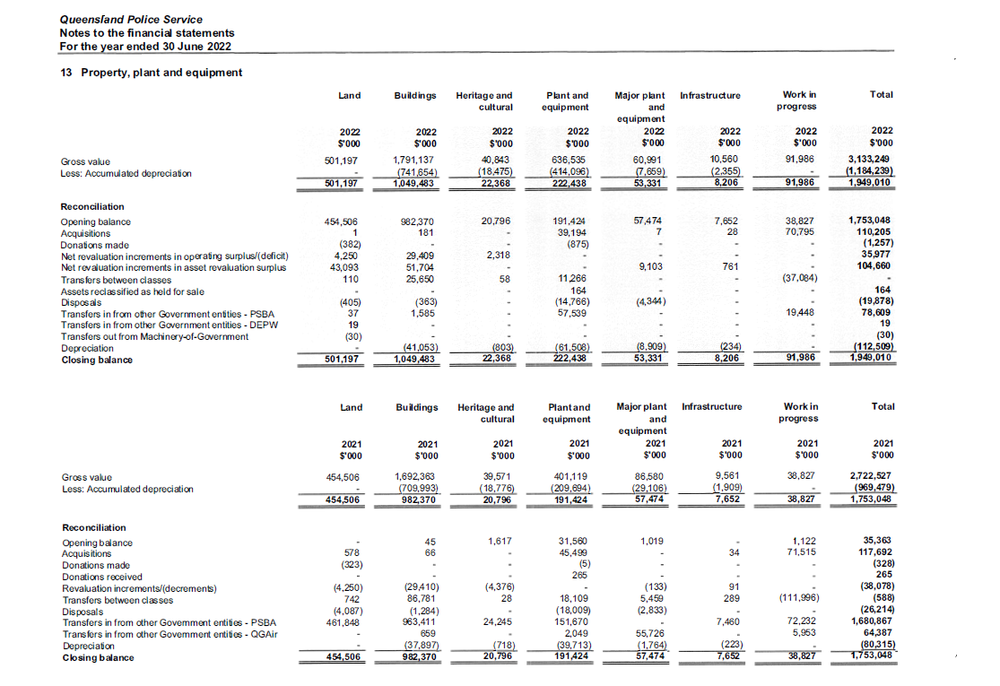 Queensland Police Service
Notes to the financial statements
For the year ended 30 June 2022
13 Property, plant and equipment
Land Buildings Heritage and Plant and Major plant Infrastructure Work in Total
cultural equipment and progress
equipment
2022 2022 2022 2022 2022 2022 2022 2022
$'000 $'000 $'000 $'000 $'000 $'000 $'000 $'000
Gross value 501,197 1,791,137 40,843 636,535 60,991 10,560 91,986 3,133,249
Less: Accumulated depreciation - (741,654) (18,475) (414,096) (7,659) (2,355) - (1,184,239)
501,197 1,049,483 22,368 222,438 53,331 8,206 91,986 1,949,010
Reconciliation
Opening balance 454,506 982,370 20,796 191,424 57,474 7,652 38,827 1,753,048
Acquisitions 1 181 - 39,194 7 28 70,795 110,205
Donations made (382) - - (875) - - - (1,257)
Net revaluation increments in operating surplus/(deficit) 4,250 29,409 2,318 - - - - 35,977
Net revaluation increments in asset revaluation surplus 43,093 51,704 - - 9,103 761 - 104,660
Transfers between classes 110 25,650 58 11,266 - - (37,084) -
Assets reclassified as held for sale - - - 164 - - - 164
Disposals (405) (363) - (14,766) (4,344) - - (19,878)
Transfers in from other Government entities - PSBA 37 1,585 - 57,539 - - 19,448 78,609
Transfers in from other Government entities - DEPW 19 - - - - - - 19
Transfers out from Machinery-of-Government (30) - - - - - - (30)
Depreciation - (41,053) (803) (61,508) (8,909) (234) - (112,509)
Closing balance 501,197 1,049,483 22,368 222,438 53,331 8,206 91,986 1,949,010
Land Buildings Heritage and Plant and Major plant Infrastructure Work in Total
cultural equipment and progress
equipment
2021 2021 2021 2021 2021 2021 2021 2021
$'000 $'000 $'000 $'000 $'000 $'000 $'000 $'000
Gross value 454,506 1,692,363 39,571 401,119 86,580 9,561 38,827 2,722,527
Less: Accumulated depreciation - (709,993) (18,776) (209,694) (29,106) (1,909) - (969,479)
454,506 982,370 20,796 191,424 57,474 7,652 38,827 1,753,048
Reconciliation
Opening balance - 45 1,617 31,560 1,019 - 1,122 35,363
Acquisitions 578 66 - 45,499 - 34 71,515 117,692
Donations made (323) - - (5) - - - (328)
Donations received - - - 265 - - - 265
Revaluation increments/(decrements) (4,250) (29,410) (4,376) - (133) 91 - (38,078)
Transfers between classes 742 86,781 28 18,109 5,459 289 (111,996) (588)
Disposals (4,087) (1,284) - (18,009) (2,833) - - (26,214)
Transfers in from other Government entities - PSBA 461,848 963,411 24,245 151,670 - 7,460 72,232 1,680,867
Transfers in from other Government entities - QGAir - 659 - 2,049 55,726 - 5,953 64,387
Depreciation - (37,897) (718) (39,713) (1,764) (223) - (80,315)
Closing balance 454,506 982,370 20,796 191,424 57,474 7,652 38,827 1,753,048